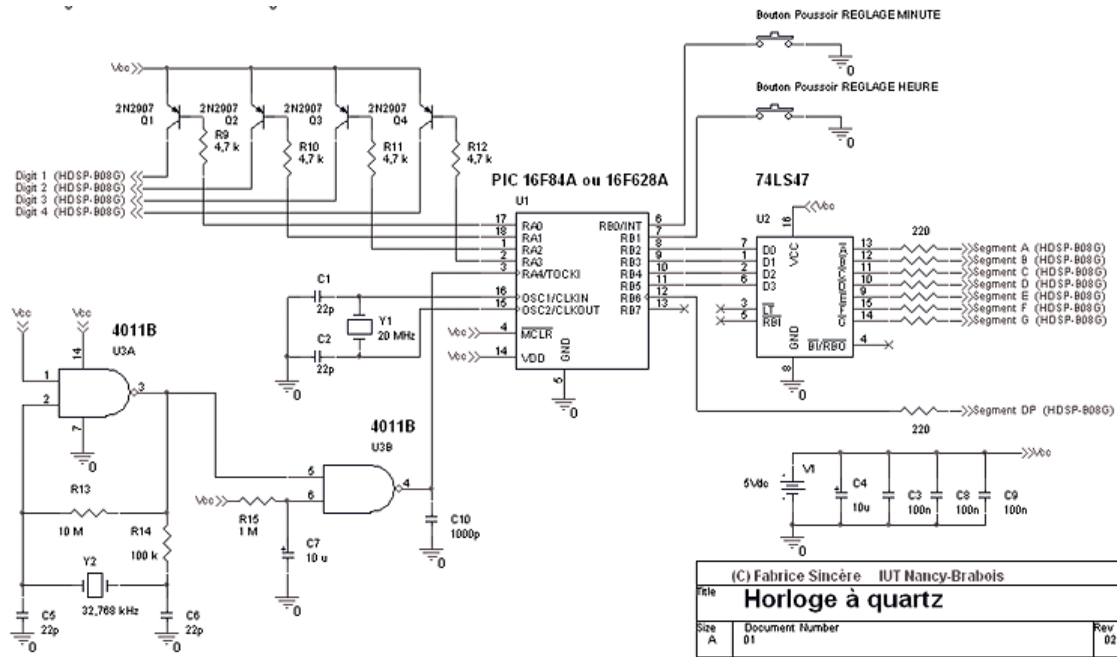 Bouton Poussoir REGLAGE MINUTE
0
Bouton Poussoir REGLAGE HEURE
0
Vcc
2N2907 2N2907 2N2907 2N2907
Q1 Q2 Q3 Q4
R9 R10 R11 R12
4,7 k 4,7 k 4,7 k 4,7 k
Digit 1 (HDSP-B08G)
Digit 2 (HDSP-B08G)
Digit 3 (HDSP-B08G)
Digit 4 (HDSP-B08G)
PIC 16F84A ou 16F628A
U1
17 RA0 RB0/INT 6
18 RA1 RB1 7
1 RA2 RB2 8
2 RA3 RB3 9
3 RA4/TOCKI RB4 10
RB5 11
16 OSC1/CLKIN RB6 12
15 OSC2/CLKOUT RB7 13
Vcc 4 MCLR
Vcc 14 VDD
GND
5
0
74LS47
U2
Vcc
16
VCC
7 D0 13
1 D1 12
2 D2 11
6 D3 10
9
3 LT 15
5 RBI 14
GND
BI/RBO 4
8
0
220
Segment A (HDSP-B08G)
Segment B (HDSP-B08G)
Segment C (HDSP-B08G)
Segment D (HDSP-B08G)
Segment E (HDSP-B08G)
Segment F (HDSP-B08G)
Segment G (HDSP-B08G)
Segment DP (HDSP-B08G)
220
C1
22p
Y1
20 MHz
C2
22p
0
Vcc Vcc
4011B
U3A
14
1
2
3
7
0
4011B
U3B
5
6
4
Vcc
R15
1 M
C7
10 u
0
C10
1000p
0
R13
10 M
R14
100 k
Y2
32,768 kHz
C5
22p
0
C6
22p
0
Vcc
5Vdc
V1
C4
10u
C3
100n
C8
100n
C9
100n
0
(C) Fabrice Sincère IUT Nancy-Brabois
Title
Horloge à quartz
Size
A
Document Number
01
Rev
02